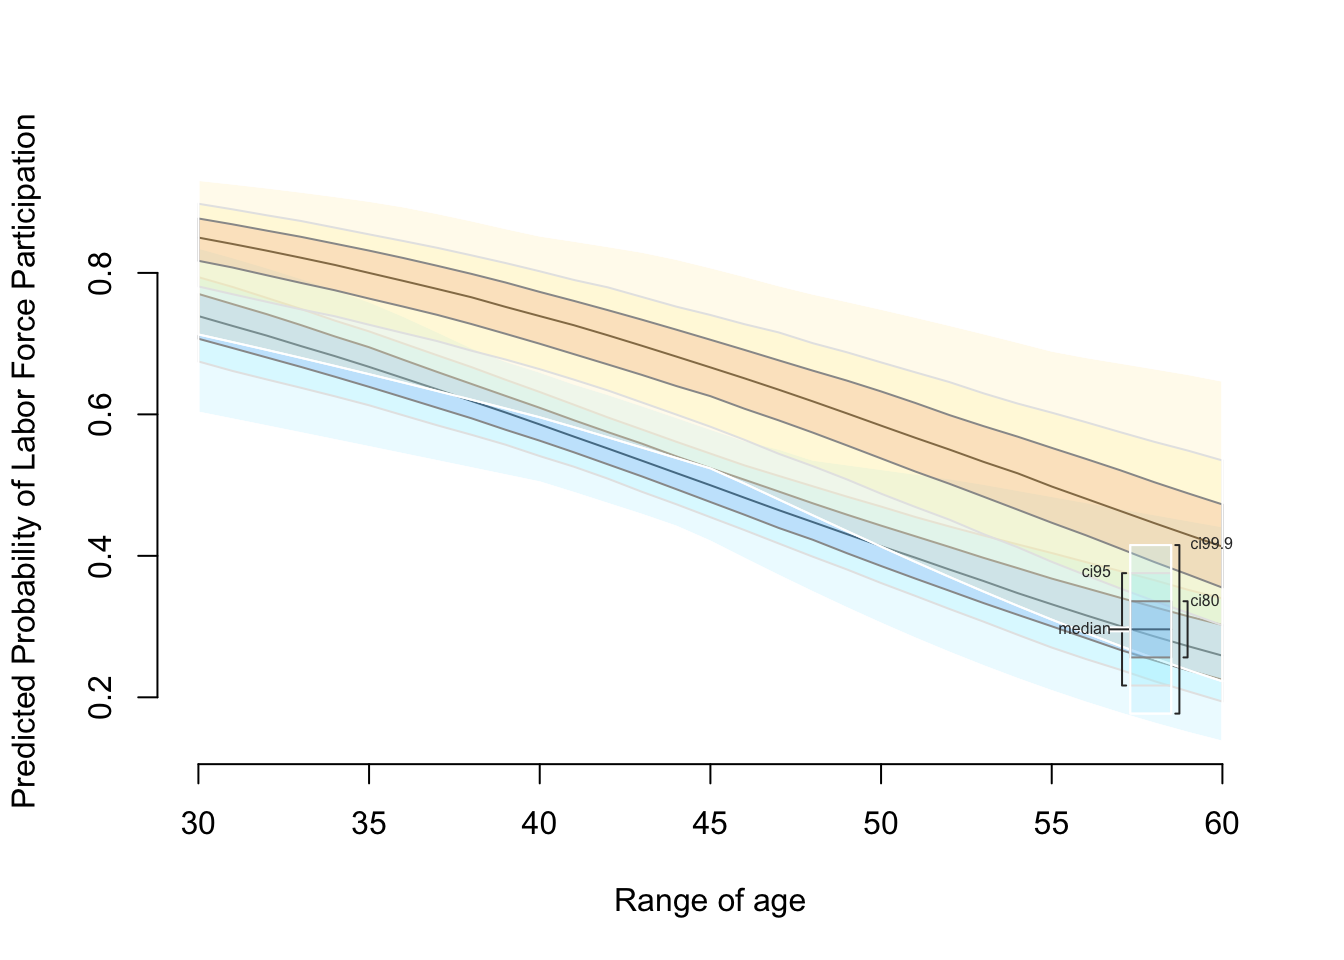 Predicted Probability of Labor Force Participation
0.8
0.6
0.4
0.2
ci99.9
ci95
ci80
median
30 35 40 45 50 55 60
Range of age